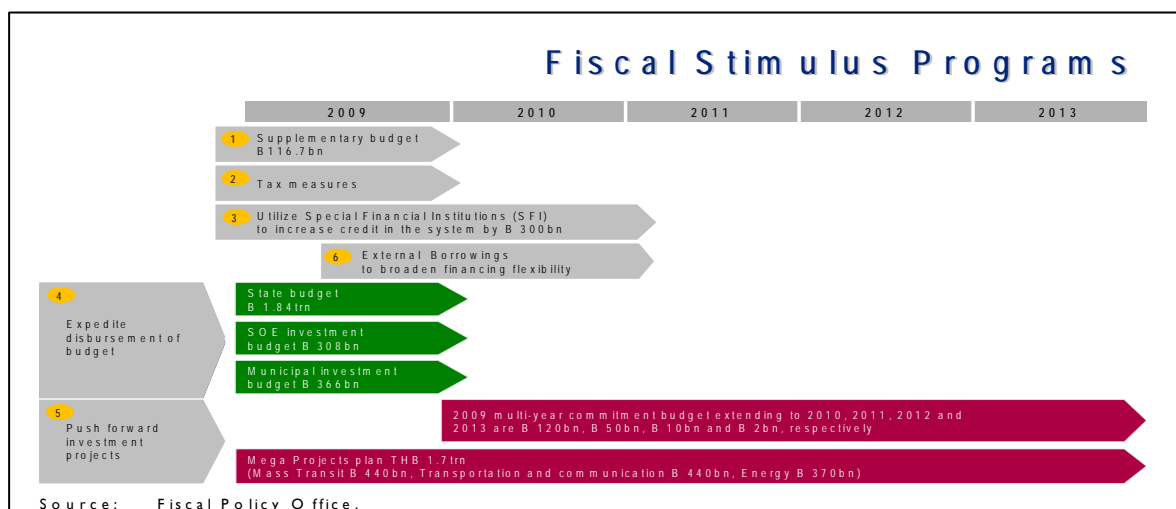 Fiscal Stimulus Programs
2009 2010 2011 2012 2013
1 Supplementary budget
B116.7bn
2 Tax measures
3 Utilize Special Financial Institutions (SFI)
to increase credit in the system by B 300bn
6 External Borrowings
to broaden financing flexibility
4
Expedite
disbursement of
budget
State budget
B 1.84trn
SOE investment
budget B 308bn
Municipal investment
budget B 366bn
5
Push forward
investment
projects
2009 multi-year commitment budget extending to 2010, 2011, 2012 and
2013 are B 120bn, B 50bn, B 10bn and B 2bn, respectively
Mega Projects plan THB 1.7trn
(Mass Transit B 440bn, Transportation and communication B 440bn, Energy B 370bn)
Source: Fiscal Policy Office.